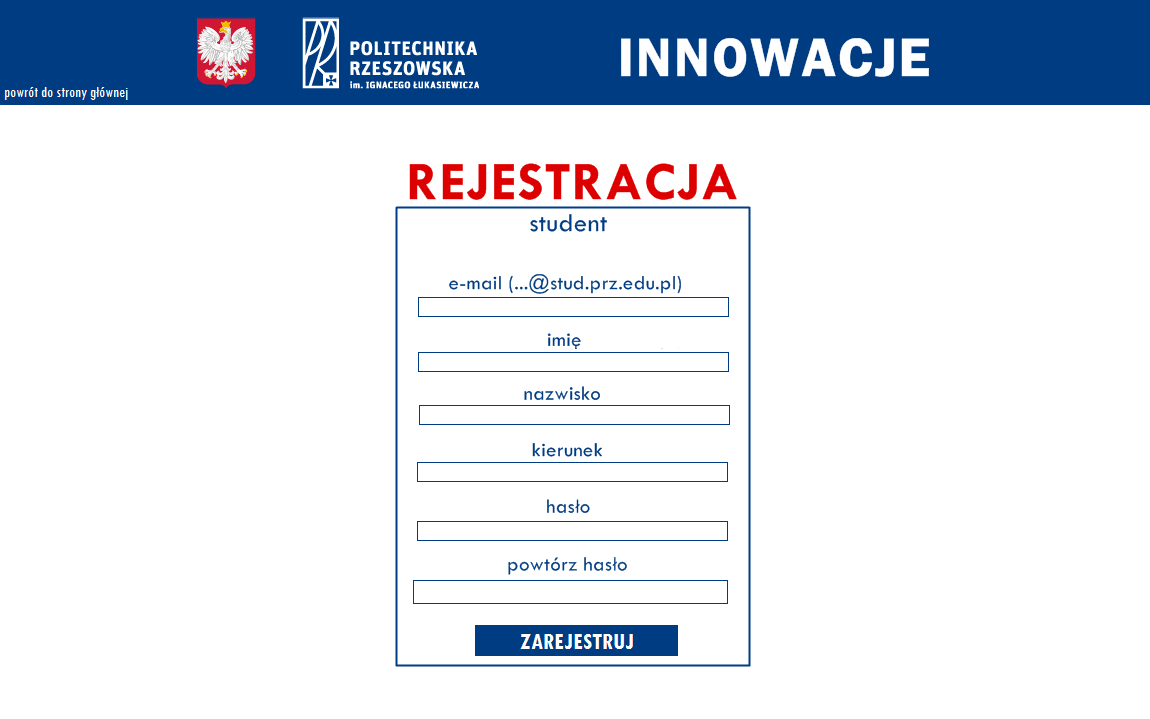 POLITECHNIKA
RZESZOWSKA
im. IGNACEGO ŁUKASIEWICZA
INNOWACJE
powrót do strony głównej
REJESTRACJA
student
e-mail (...@stud.prz.edu.pl)
imię
nazwisko
kierunek
hasło
powtórz hasło
ZAREJESTRUJ